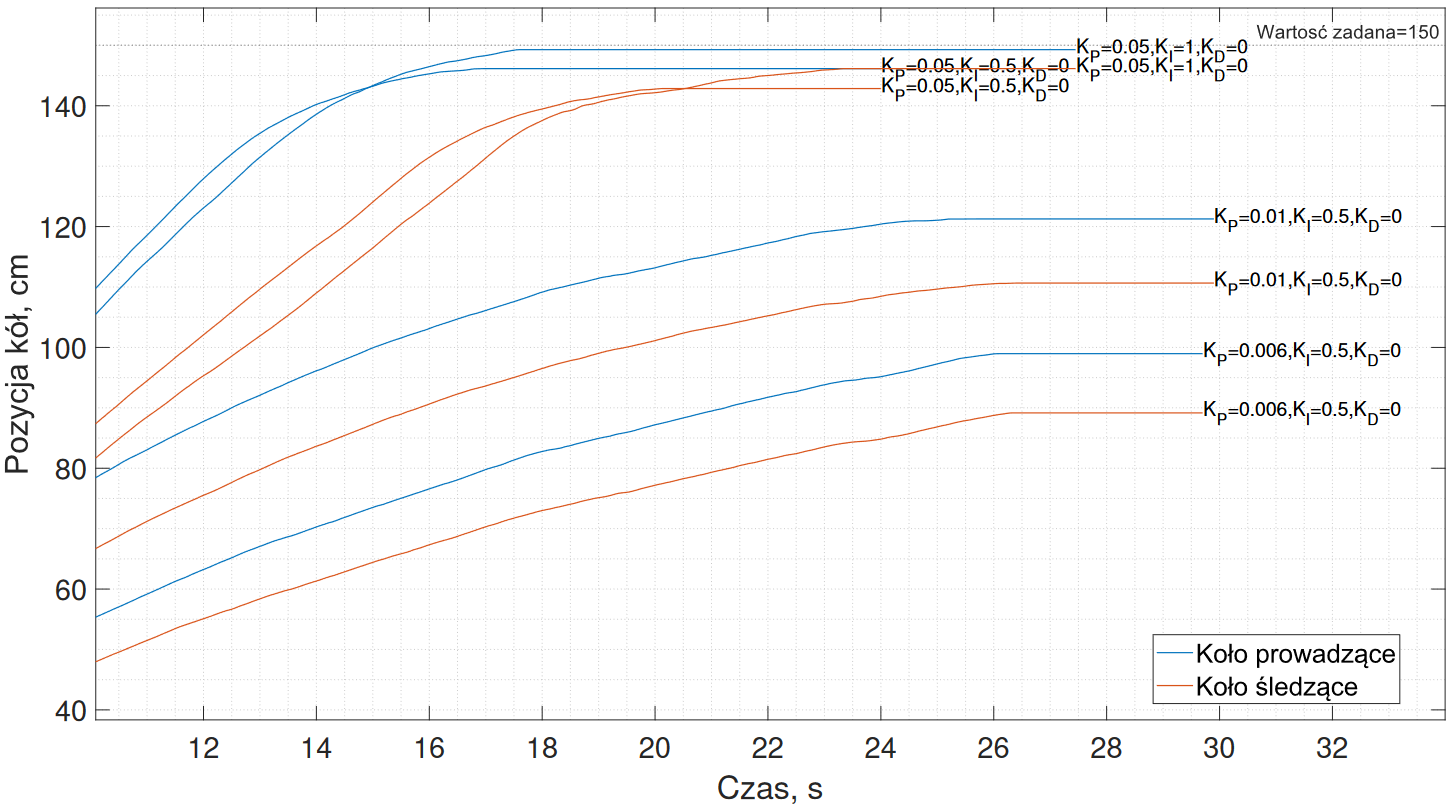 Wartosć zadana=150
K_P=0.05,K_I=1,K_D=0
K_P=0.05,K_I=0.5,K_D=0
K_P=0.05,K_I=1,K_D=0
K_P=0.05,K_I=0.5,K_D=0
K_P=0.01,K_I=0.5,K_D=0
K_P=0.01,K_I=0.5,K_D=0
K_P=0.006,K_I=0.5,K_D=0
K_P=0.006,K_I=0.5,K_D=0
140
120
100
80
60
40
Pozycja kół, cm
Koło prowadzące
Koło śledzące
12 14 16 18 20 22 24 26 28 30 32
Czas, s